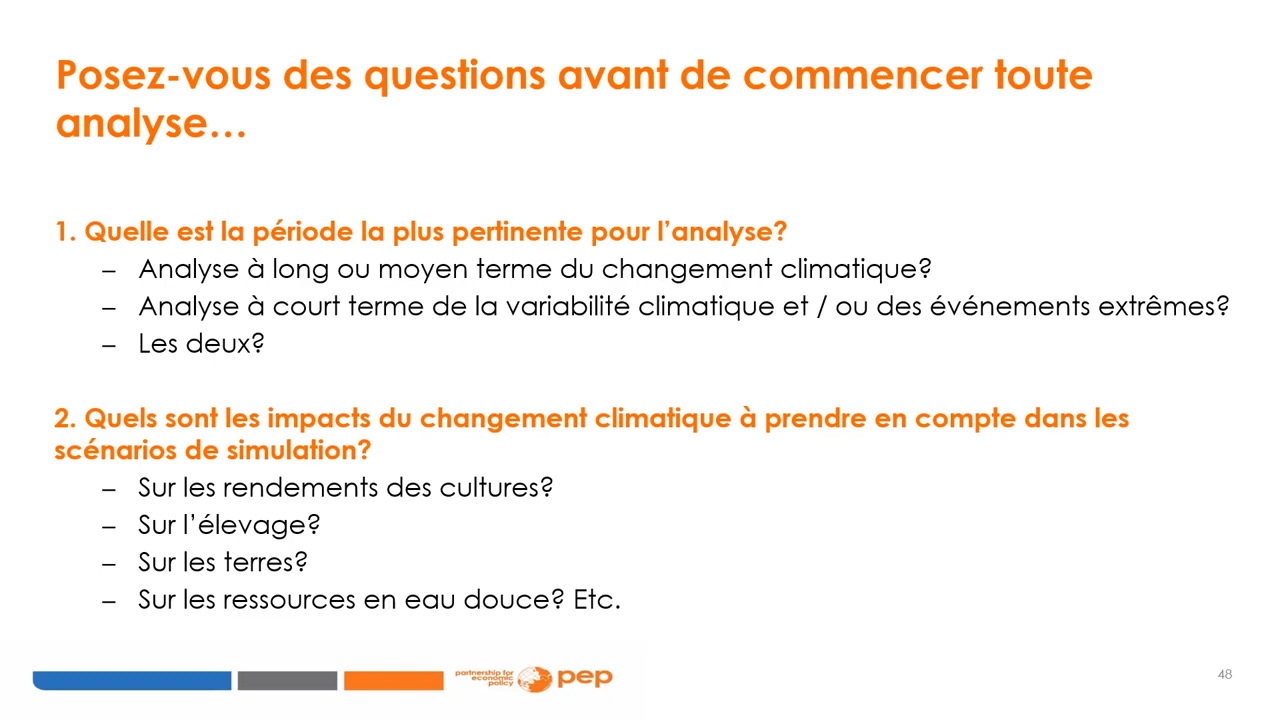 Posez-vous des questions avant de commencer toute
analyse…
1. Quelle est la période la plus pertinente pour l’analyse?
– Analyse à long ou moyen terme du changement climatique?
– Analyse à court terme de la variabilité climatique et / ou des événements extrêmes?
– Les deux?
2. Quels sont les impacts du changement climatique à prendre en compte dans les
scénarios de simulation?
– Sur les rendements des cultures?
– Sur l’élevage?
– Sur les terres?
– Sur les ressources en eau douce? Etc.
partnership for
economic
policy
pep
48